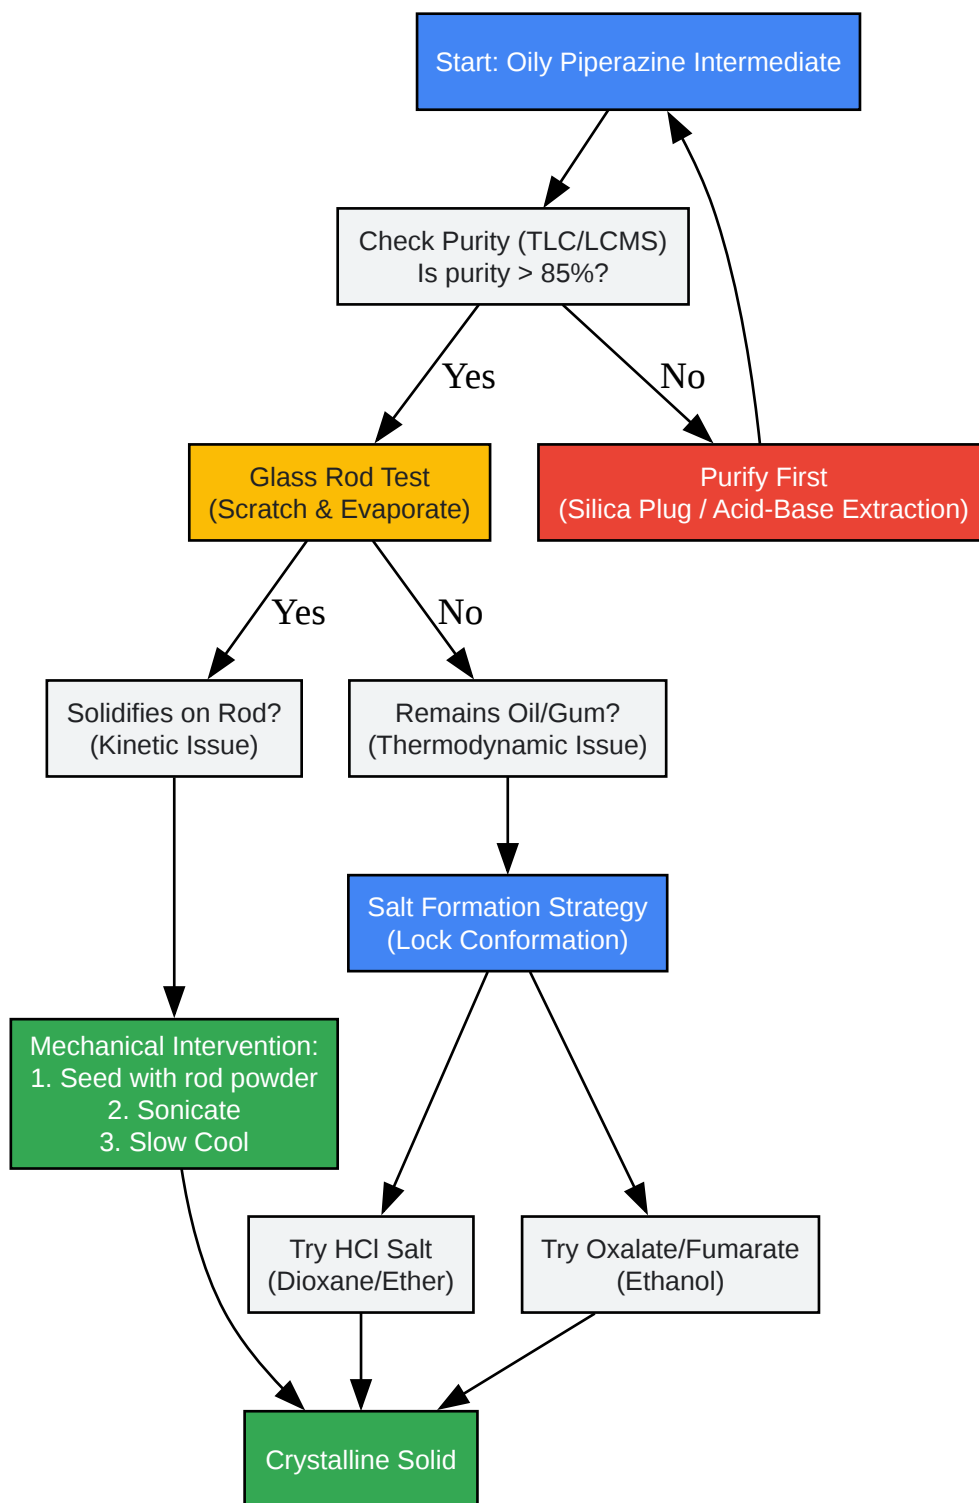 Start: Oily Piperazine Intermediate
Check Purity (TLC/LCMS)
Is purity > 85%?
Yes
No
Glass Rod Test
(Scratch & Evaporate)
Purify First
(Silica Plug / Acid-Base Extraction)
Yes
No
Solidifies on Rod?
(Kinetic Issue)
Remains Oil/Gum?
(Thermodynamic Issue)
Salt Formation Strategy
(Lock Conformation)
Mechanical Intervention:
1. Seed with rod powder
2. Sonicate
3. Slow Cool
Try HCl Salt
(Dioxane/Ether)
Try Oxalate/Fumarate
(Ethanol)
Crystalline Solid